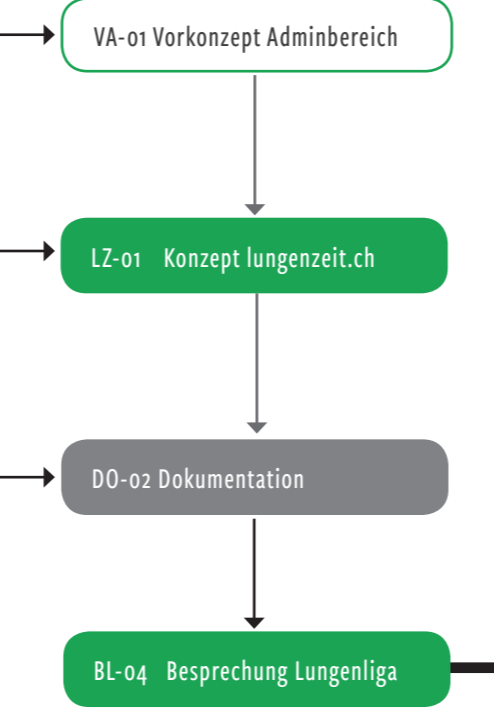 VA-01 Vorkonzept Adminbereich
LZ-01 Konzept lungenzeit.ch
DO-02 Dokumentation
BL-04 Besprechung Lungenliga